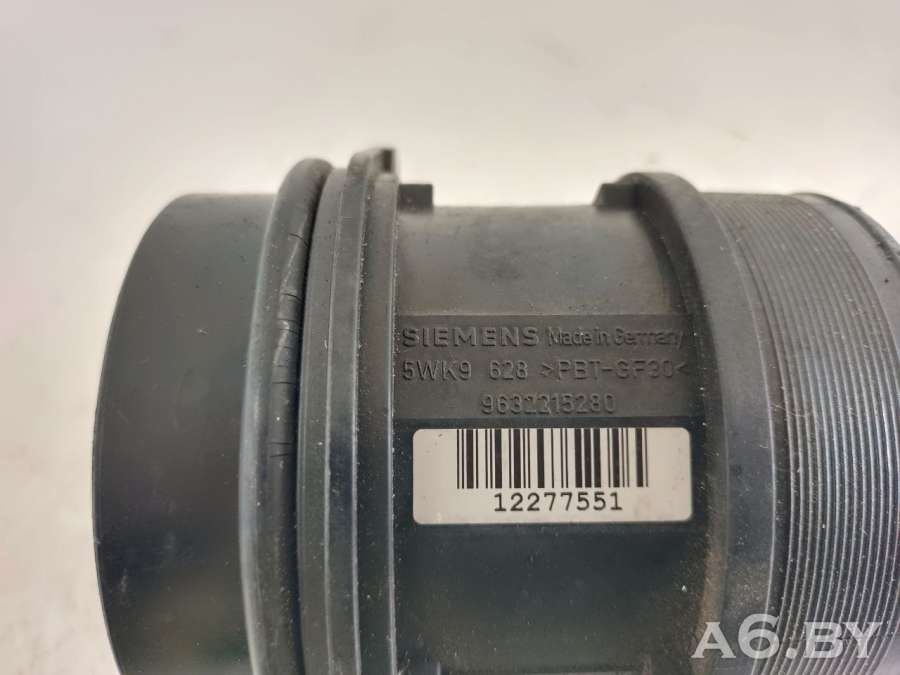 SIEMENS Made in Germany
5WK9 628 >PBT-GF30<
9632215280
12277551
A6.BY